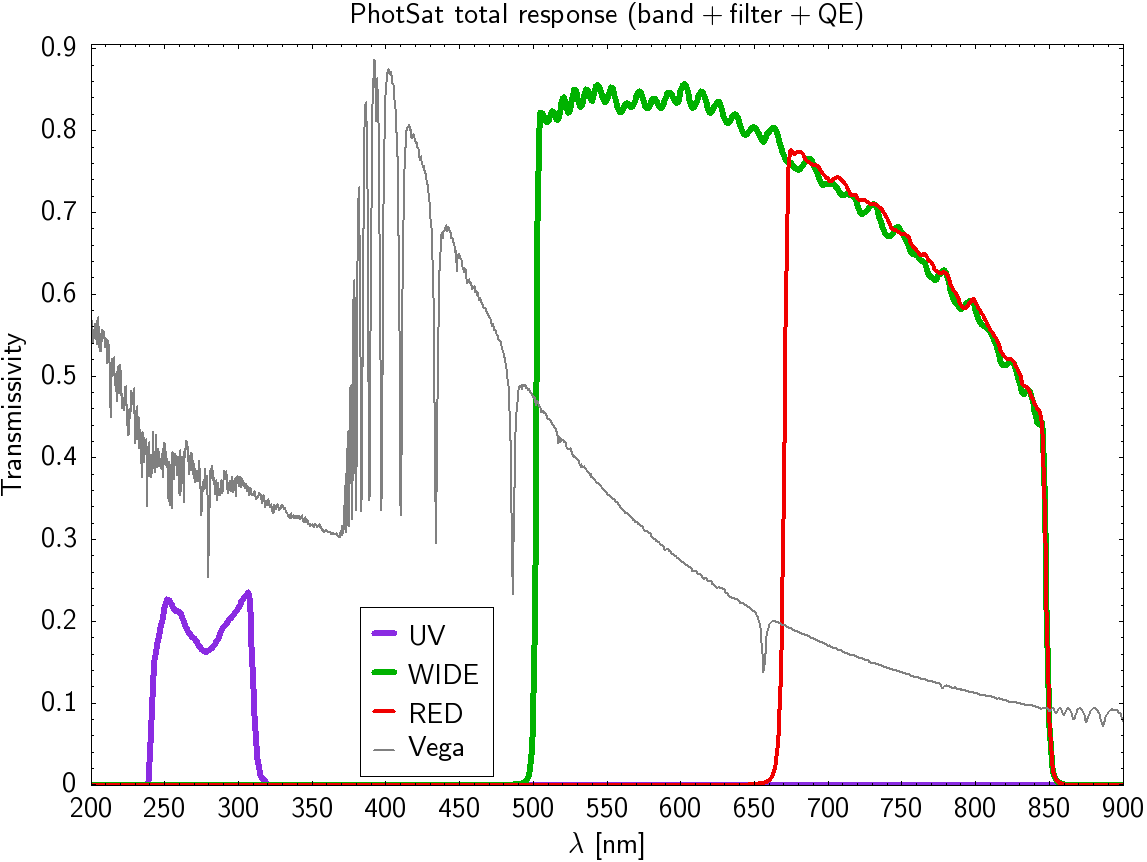 PhotSat total response (band + filter + QE)
0.9
0.8
0.7
0.6
0.5
0.4
0.3
0.2
0.1
0
Transmissivity
UV
WIDE
RED
Vega
200 250 300 350 400 450 500 550 600 650 700 750 800 850 900
λ [nm]